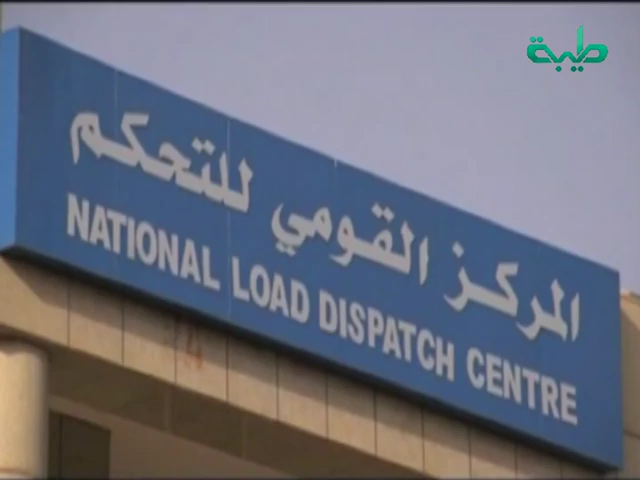 طيبة
المركز القومي للتحكم
NATIONAL LOAD DISPATCH CENTRE